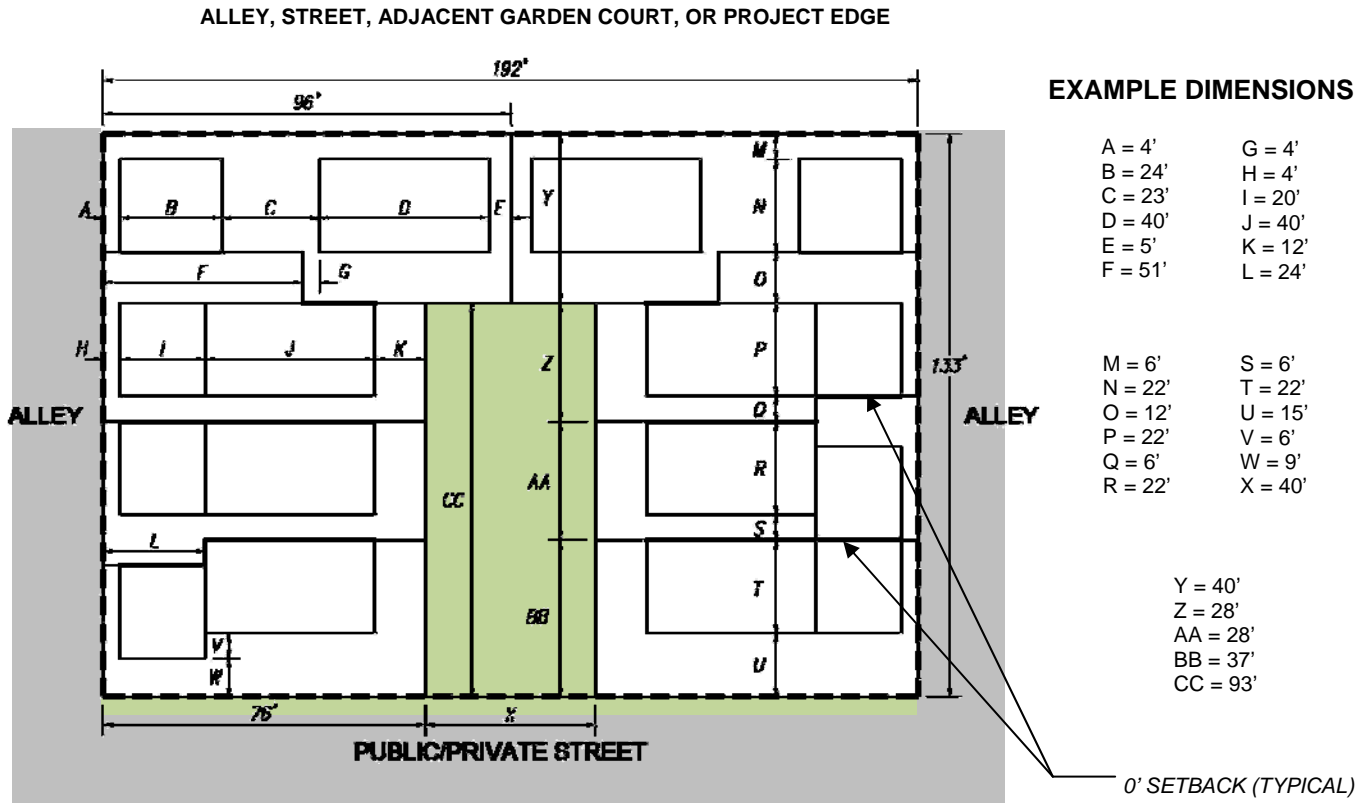 ALLEY, STREET, ADJACENT GARDEN COURT, OR PROJECT EDGE
192'
96'
EXAMPLE DIMENSIONS
A = 4' G = 4'
B = 24' H = 4'
C = 23' I = 20'
D = 40' J = 40'
E = 5' K = 12'
F = 51' L = 24'
M = 6' S = 6'
N = 22' T = 22'
O = 12' U = 15'
P = 22' V = 6'
Q = 6' W = 9'
R = 22' X = 40'
Y = 40'
Z = 28'
AA = 28'
BB = 37'
CC = 93'
M
A B C D E Y N
F G O
H I J K Z P 133'
ALLEY Q ALLEY
CC AA R
L S
BB T
V
W U
76' X
PUBLIC/PRIVATE STREET
0' SETBACK (TYPICAL)